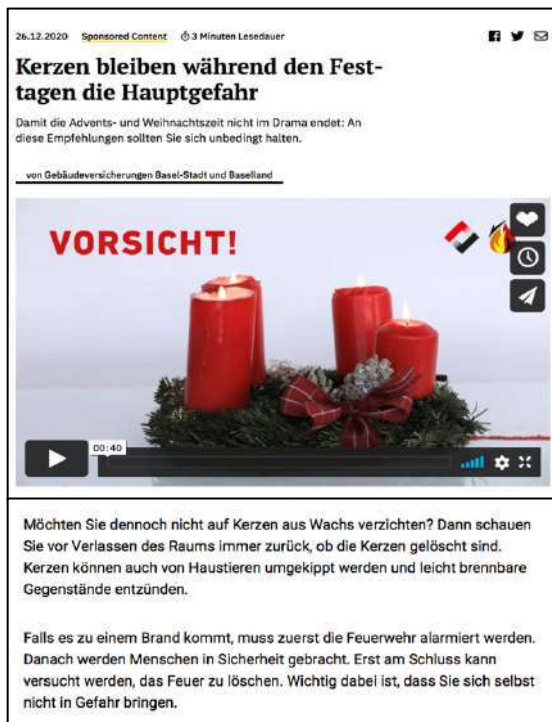 26.12.2020 Sponsored Content 3 Minuten Lesedauer
Kerzen bleiben während den Fest-
tagen die Hauptgefahr
Damit die Advents- und Weihnachtszeit nicht im Drama endet: An
diese Empfehlungen sollten Sie sich unbedingt halten.
von Gebäudeversicherungen Basel-Stadt und Baselland
VORSICHT!
00:40
Möchten Sie dennoch nicht auf Kerzen aus Wachs verzichten? Dann schauen
Sie vor Verlassen des Raums immer zurück, ob die Kerzen gelöscht sind.
Kerzen können auch von Haustieren umgekippt werden und leicht brennbare
Gegenstände entzünden.
Falls es zu einem Brand kommt, muss zuerst die Feuerwehr alarmiert werden.
Danach werden Menschen in Sicherheit gebracht. Erst am Schluss kann
versucht werden, das Feuer zu löschen. Wichtig dabei ist, dass Sie sich selbst
nicht in Gefahr bringen.